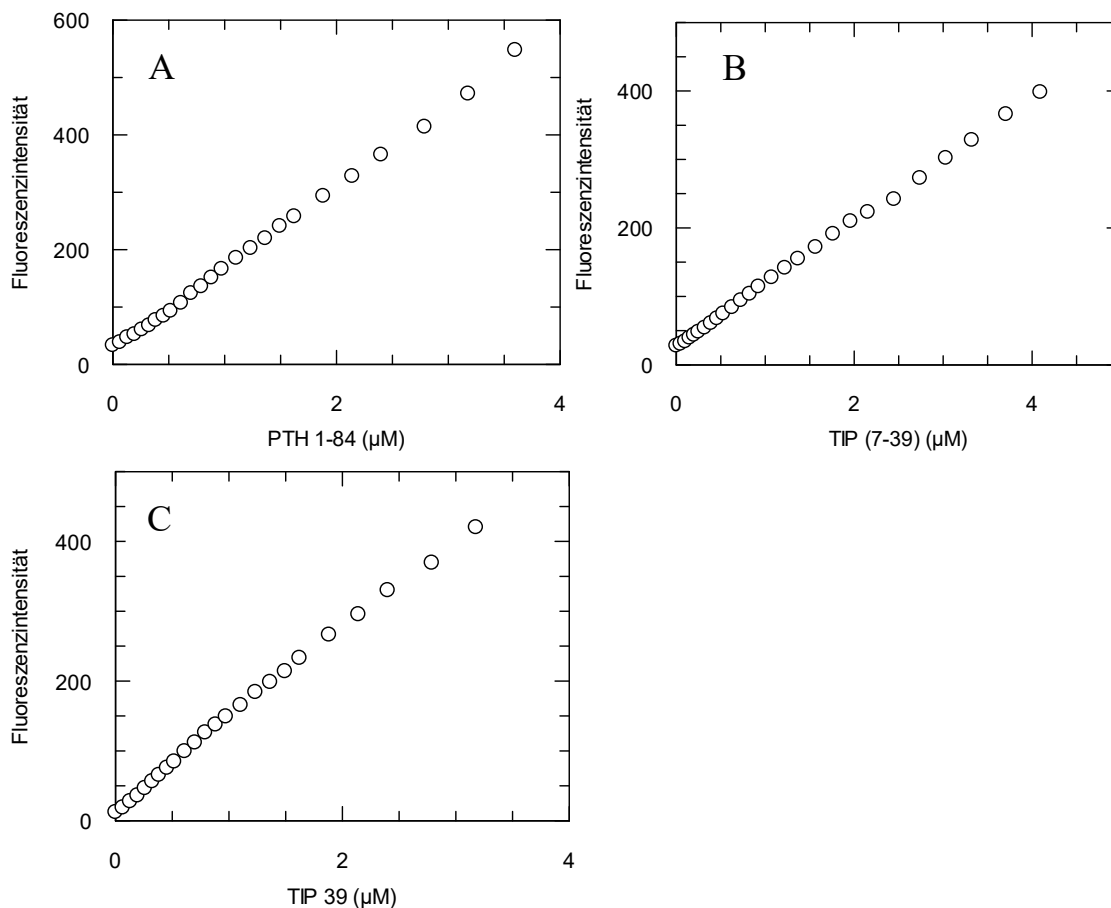 600
400
200
0
A
Fluoreszenzintensität
0 2 4
PTH 1-84 (µM)
400
200
0
B
Fluoreszenzintensität
0 2 4
TIP (7-39) (µM)
400
200
0
C
Fluoreszenzintensität
0 2 4
TIP 39 (µM)